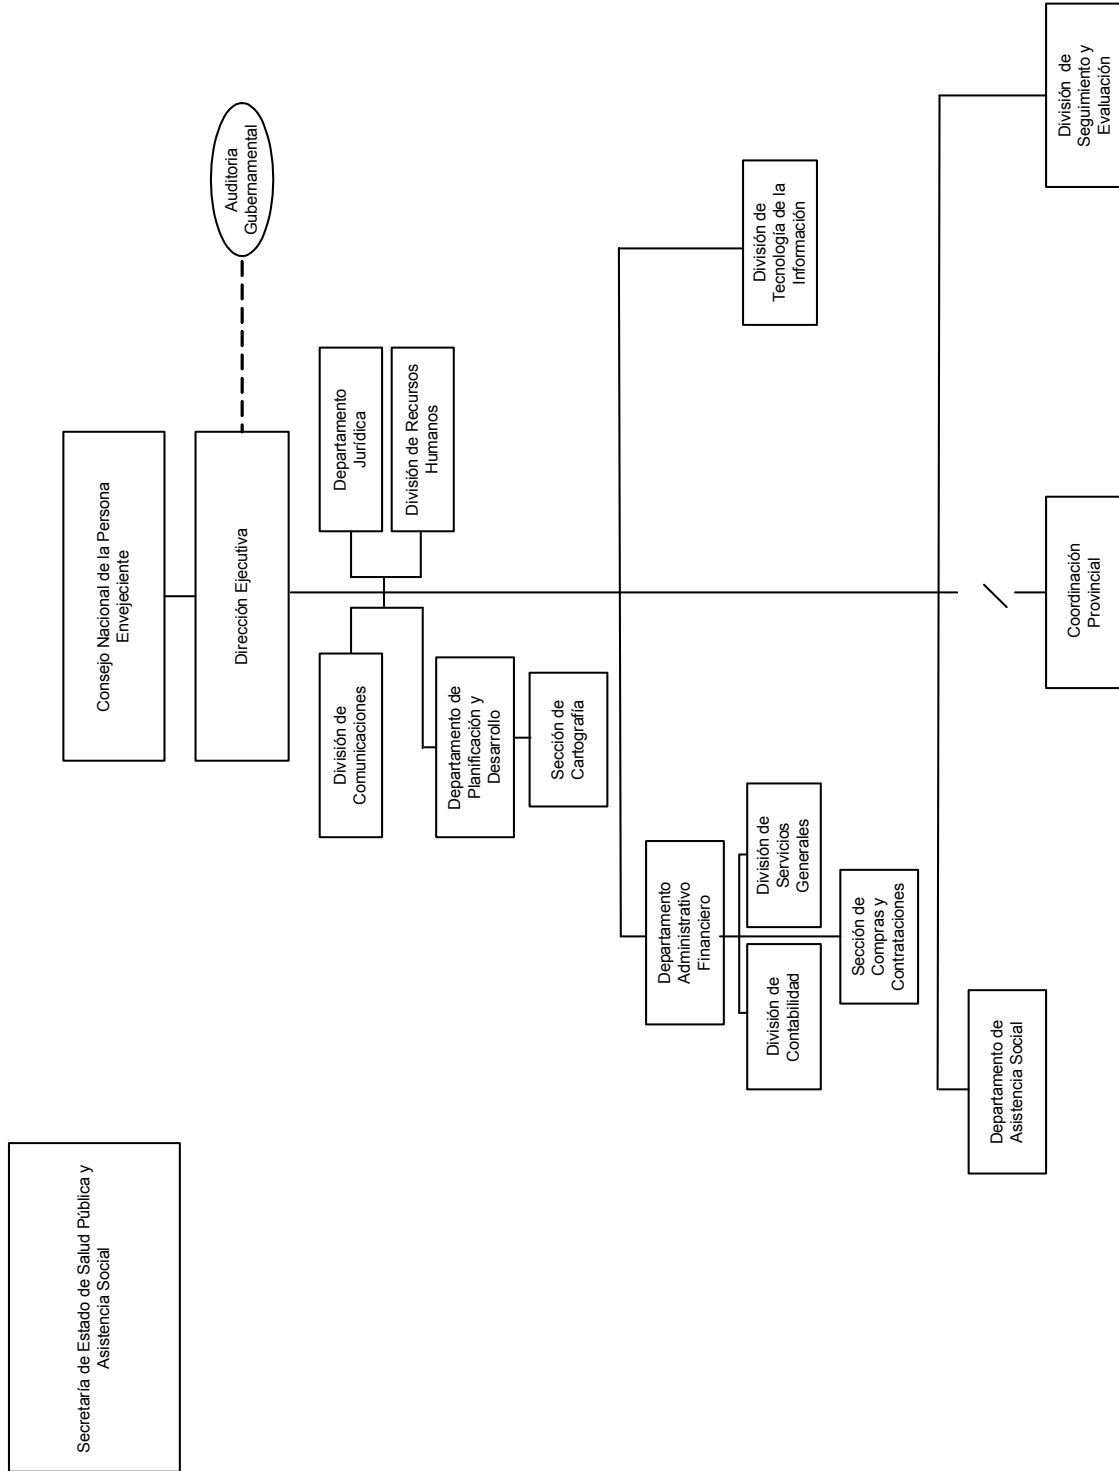 Secretaría de Estado de Salud Pública y
Asistencia Social
Consejo Nacional de la Persona
Envejeciente
Dirección Ejecutiva
Auditoria
Gubernamental
División de
Comunicaciones
Departamento
Jurídica
División de Recursos
Humanos
Departamento de
Planificación y
Desarrollo
Sección de
Cartografía
Departamento
Administrativo
Financiero
División de
Tecnología de la
Información
División de
Contabilidad
División de
Servicios
Generales
Sección de
Compras y
Contrataciones
Departamento de
Asistencia Social
Coordinación
Provincial
División de
Seguimiento y
Evaluación